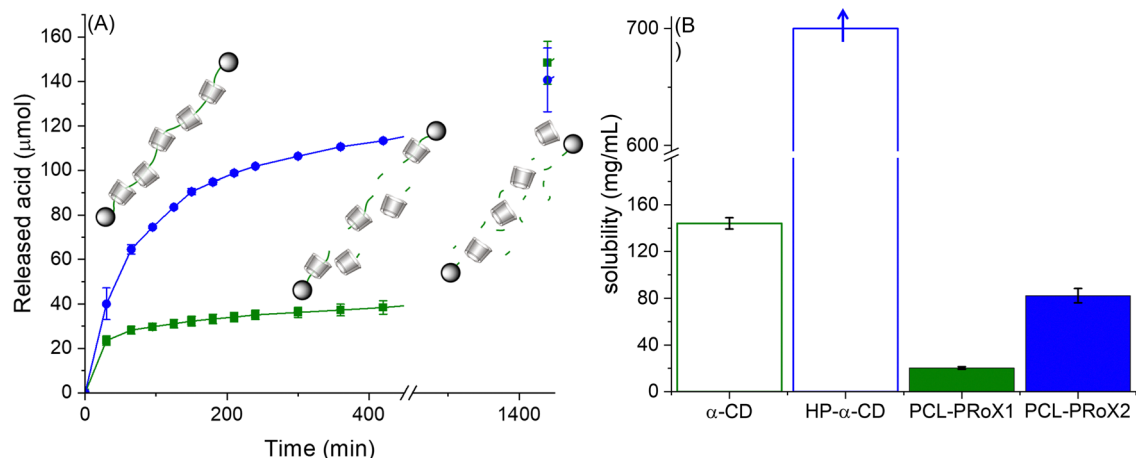 (A)
160
140
120
100
80
60
40
20
0
Released acid (μmol)
0
200
400
1400
Time (min)
(B
)
700
600
160
120
80
40
0
solubility (mg/mL)
α-CD
HP-α-CD
PCL-PRoX1
PCL-PRoX2